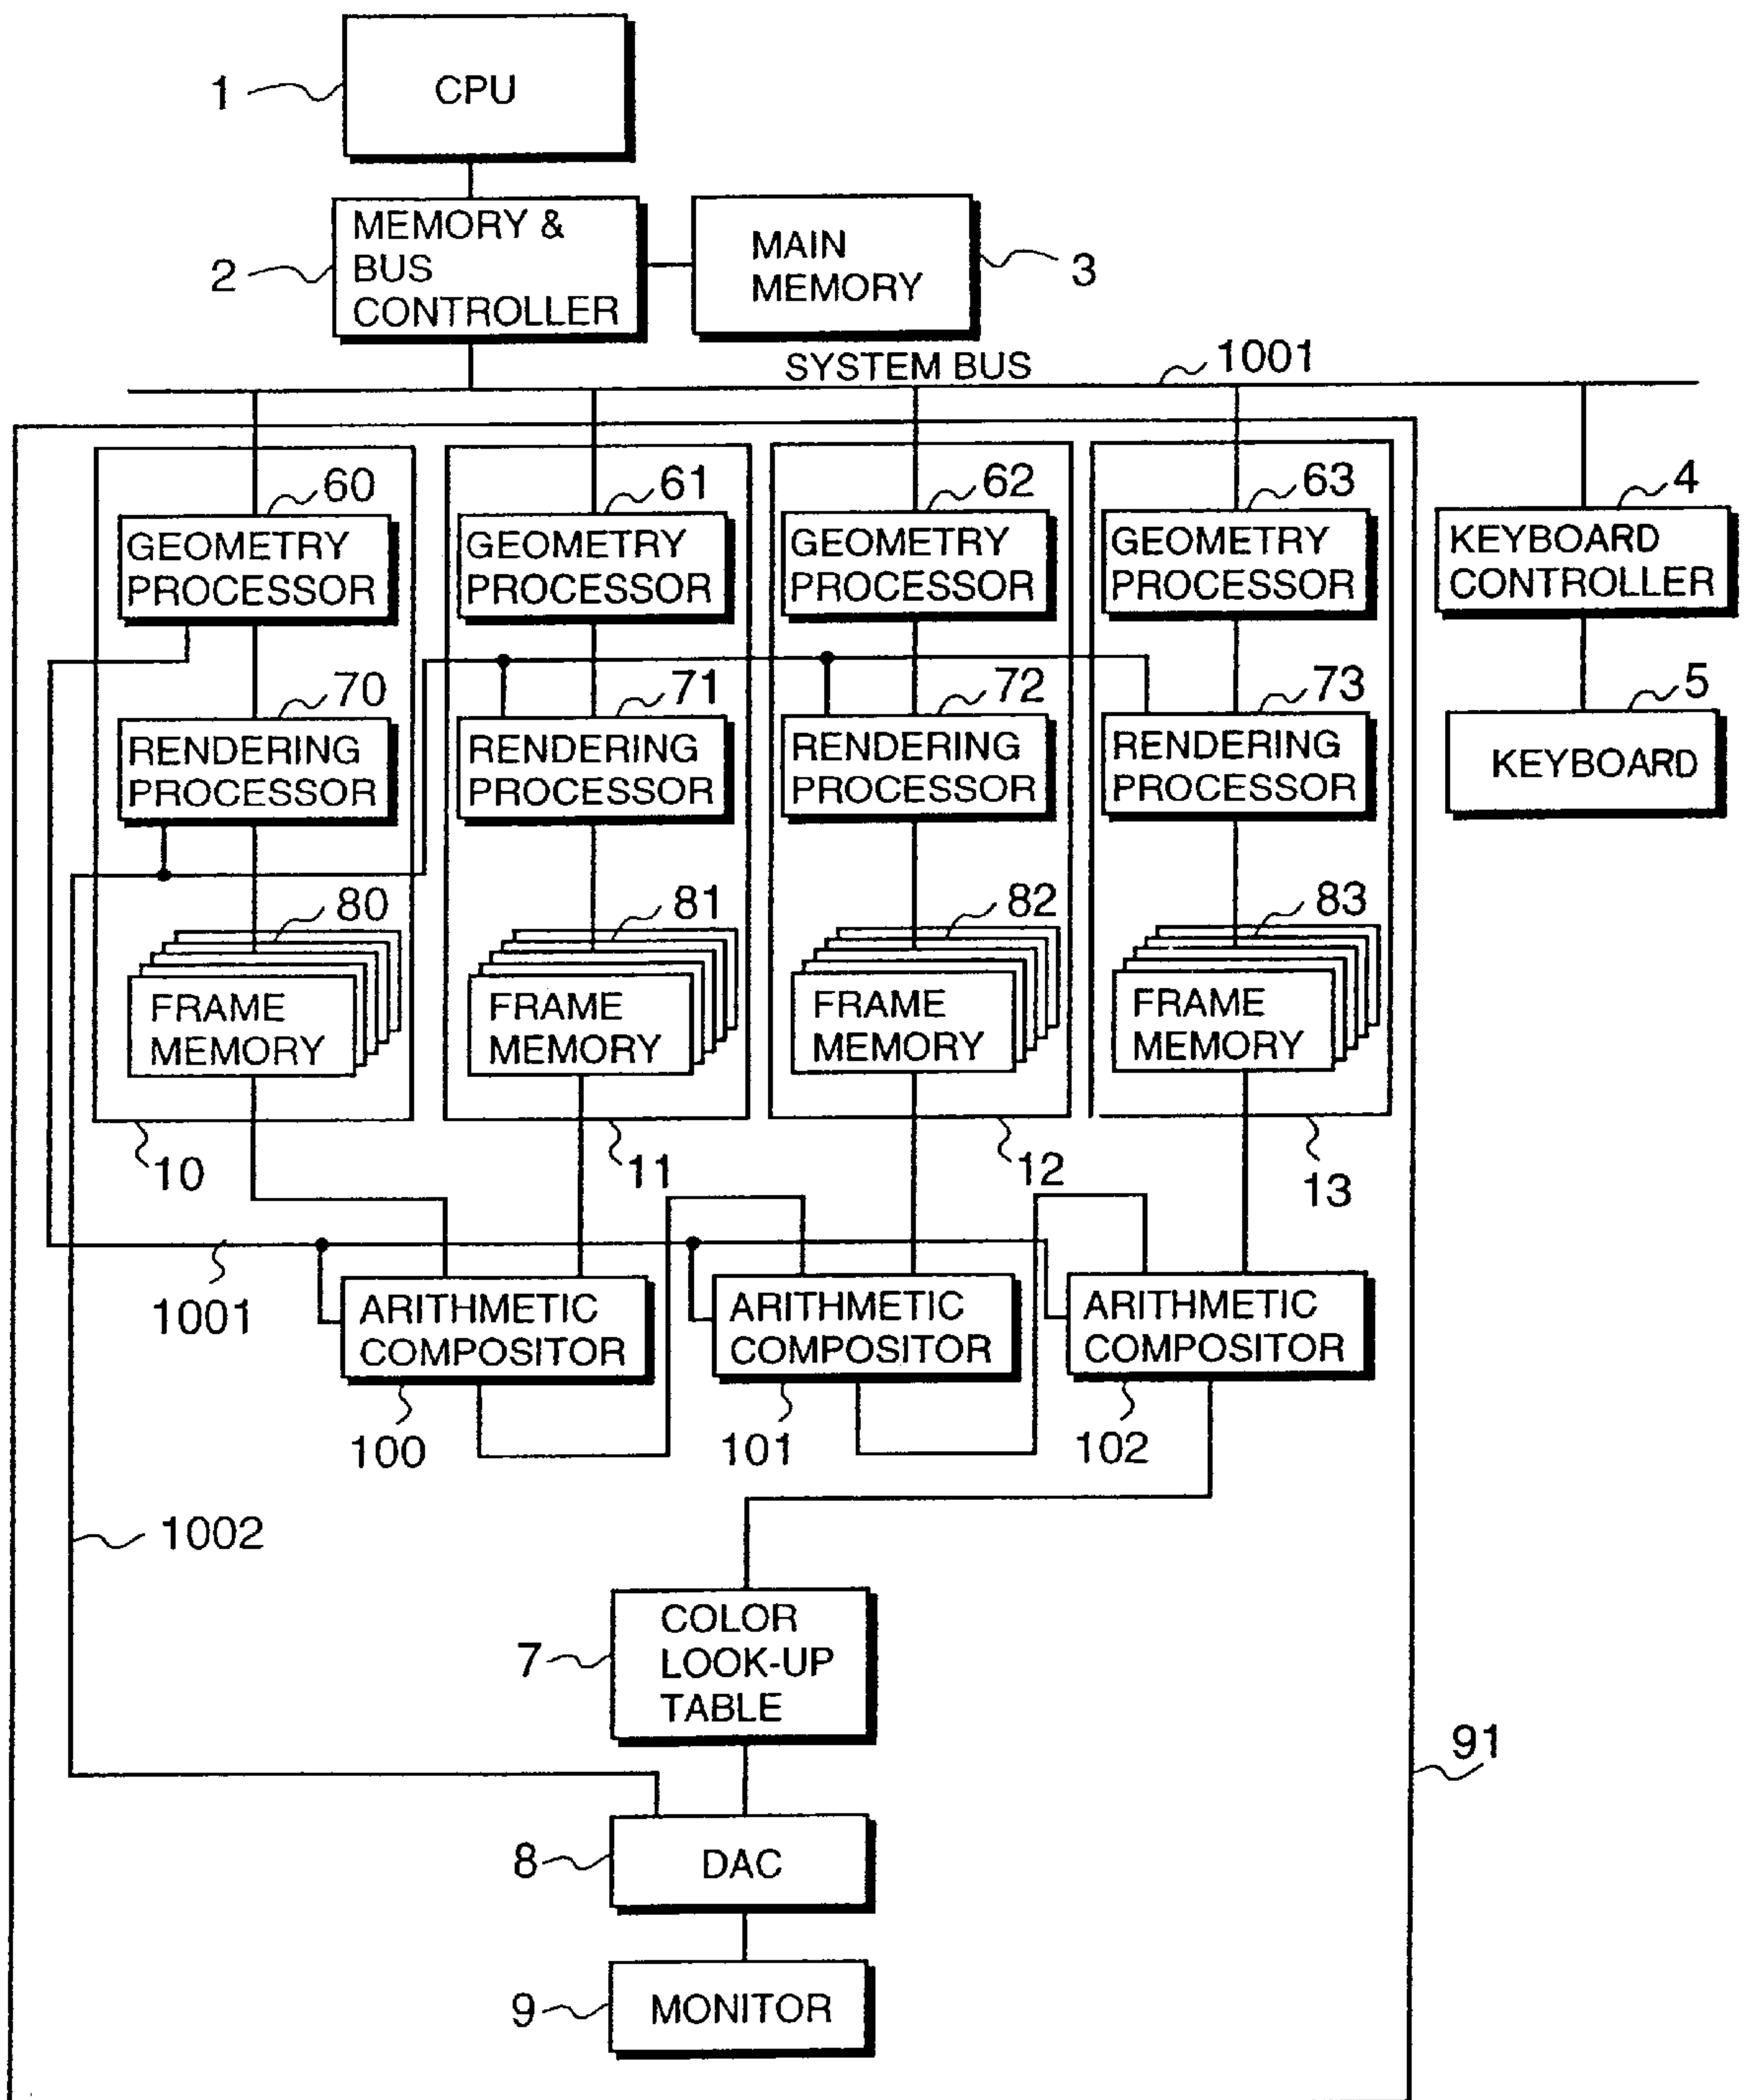 CPU
1
MEMORY &
BUS
CONTROLLER
2
MAIN
MEMORY
3
SYSTEM BUS
1001
60
61
62
63
4
GEOMETRY
PROCESSOR
GEOMETRY
PROCESSOR
GEOMETRY
PROCESSOR
GEOMETRY
PROCESSOR
KEYBOARD
CONTROLLER
70
71
72
73
5
RENDERING
PROCESSOR
RENDERING
PROCESSOR
RENDERING
PROCESSOR
RENDERING
PROCESSOR
KEYBOARD
80
81
82
83
FRAME
MEMORY
FRAME
MEMORY
FRAME
MEMORY
FRAME
MEMORY
10
11
12
13
1001
ARITHMETIC
COMPOSITOR
ARITHMETIC
COMPOSITOR
ARITHMETIC
COMPOSITOR
100
101
102
1002
COLOR
LOOK-UP
TABLE
7
91
DAC
8
MONITOR
9